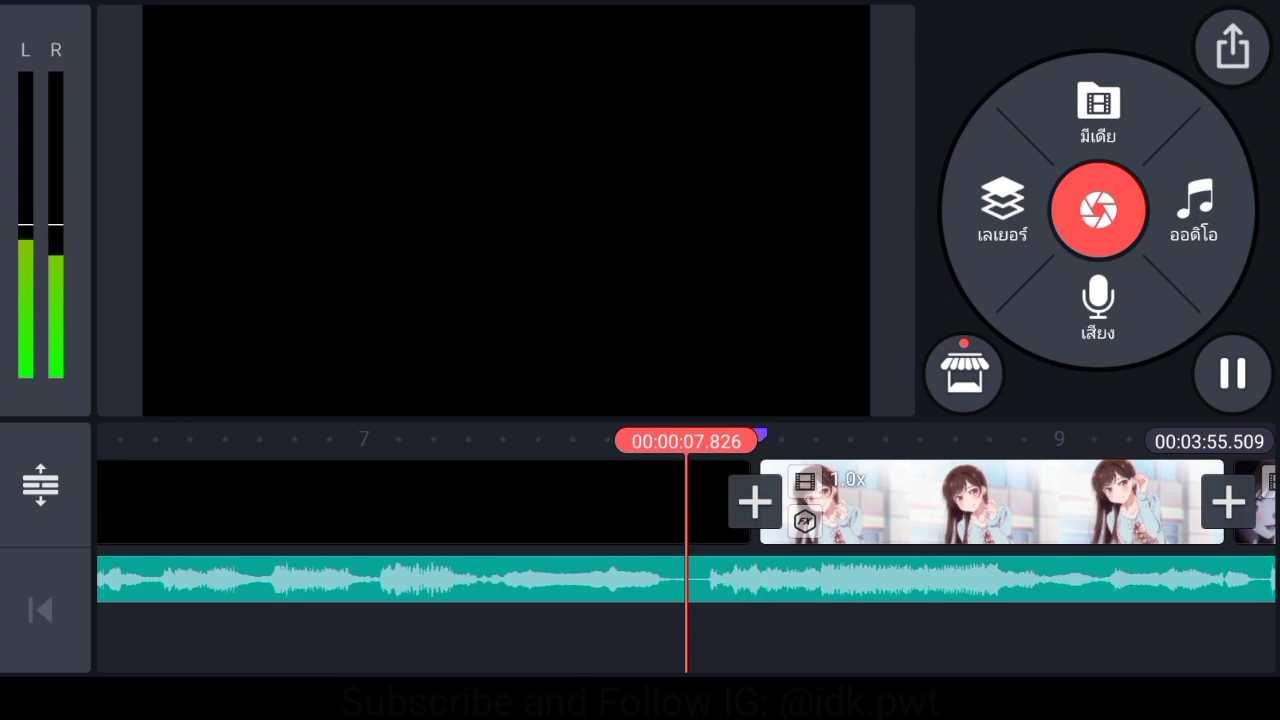 L R
มีเดีย
เลเยอร์
ออดิโอ
เสียง
7
00:00:07.826
9
00:03:55.509
1.0x
FX
Subscribe and Follow IG: @idk.pwt